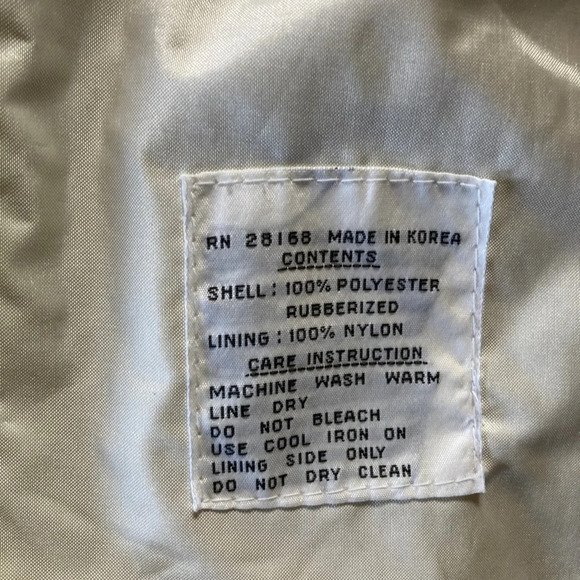 RN 28168 MADE IN KOREA
CONTENTS
SHELL: 100% POLYESTER
RUBBERIZED
LINING: 100% NYLON
CARE INSTRUCTION
MACHINE WASH WARM
LINE DRY
DO NOT BLEACH
USE COOL IRON ON
LINING SIDE ONLY
DO NOT DRY CLEAN